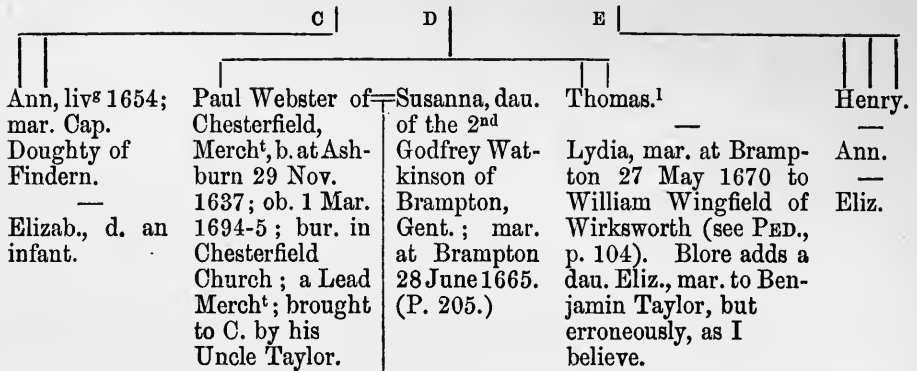 C D E
Ann, livᵍ 1654;
mar. Cap.
Doughty of
Findern.
—
Elizab., d. an
infant.
Paul Webster of
Chesterfield,
Merchᵗ, b. at Ash-
burn 29 Nov.
1637; ob. 1 Mar.
1694-5; bur. in
Chesterfield
Church; a Lead
Merchᵗ; brought
to C. by his
Uncle Taylor.
Susanna, dau.
of the 2ⁿᵈ
Godfrey Wat-
kinson of
Brampton,
Gent.; mar.
at Brampton
28 June 1665.
(P. 205.)
Thomas.¹
—
Lydia, mar. at Bramp-
ton 27 May 1670 to
William Wingfield of
Wirksworth (see PED.,
p. 104). Blore adds a
dau. Eliz., mar. to Ben-
jamin Taylor, but
erroneously, as I
believe.
Henry.
—
Ann.
—
Eliz.